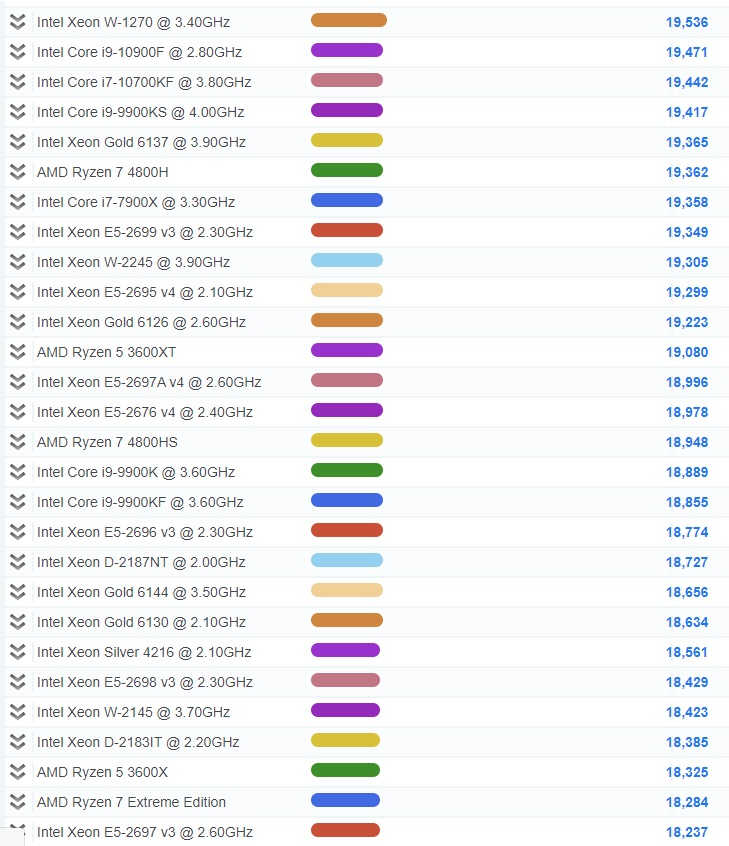 Intel Xeon W-1270 @ 3.40GHz 19,536
Intel Core i9-10900F @ 2.80GHz 19,471
Intel Core i7-10700KF @ 3.80GHz 19,442
Intel Core i9-9900KS @ 4.00GHz 19,417
Intel Xeon Gold 6137 @ 3.90GHz 19,365
AMD Ryzen 7 4800H 19,362
Intel Core i7-7900X @ 3.30GHz 19,358
Intel Xeon E5-2699 v3 @ 2.30GHz 19,349
Intel Xeon W-2245 @ 3.90GHz 19,305
Intel Xeon E5-2695 v4 @ 2.10GHz 19,299
Intel Xeon Gold 6126 @ 2.60GHz 19,223
AMD Ryzen 5 3600XT 19,080
Intel Xeon E5-2697A v4 @ 2.60GHz 18,996
Intel Xeon E5-2676 v4 @ 2.40GHz 18,978
AMD Ryzen 7 4800HS 18,948
Intel Core i9-9900K @ 3.60GHz 18,889
Intel Core i9-9900KF @ 3.60GHz 18,855
Intel Xeon E5-2696 v3 @ 2.30GHz 18,774
Intel Xeon D-2187NT @ 2.00GHz 18,727
Intel Xeon Gold 6144 @ 3.50GHz 18,656
Intel Xeon Gold 6130 @ 2.10GHz 18,634
Intel Xeon Silver 4216 @ 2.10GHz 18,561
Intel Xeon E5-2698 v3 @ 2.30GHz 18,429
Intel Xeon W-2145 @ 3.70GHz 18,423
Intel Xeon D-2183IT @ 2.20GHz 18,385
AMD Ryzen 5 3600X 18,325
AMD Ryzen 7 Extreme Edition 18,284
Intel Xeon E5-2697 v3 @ 2.60GHz 18,237